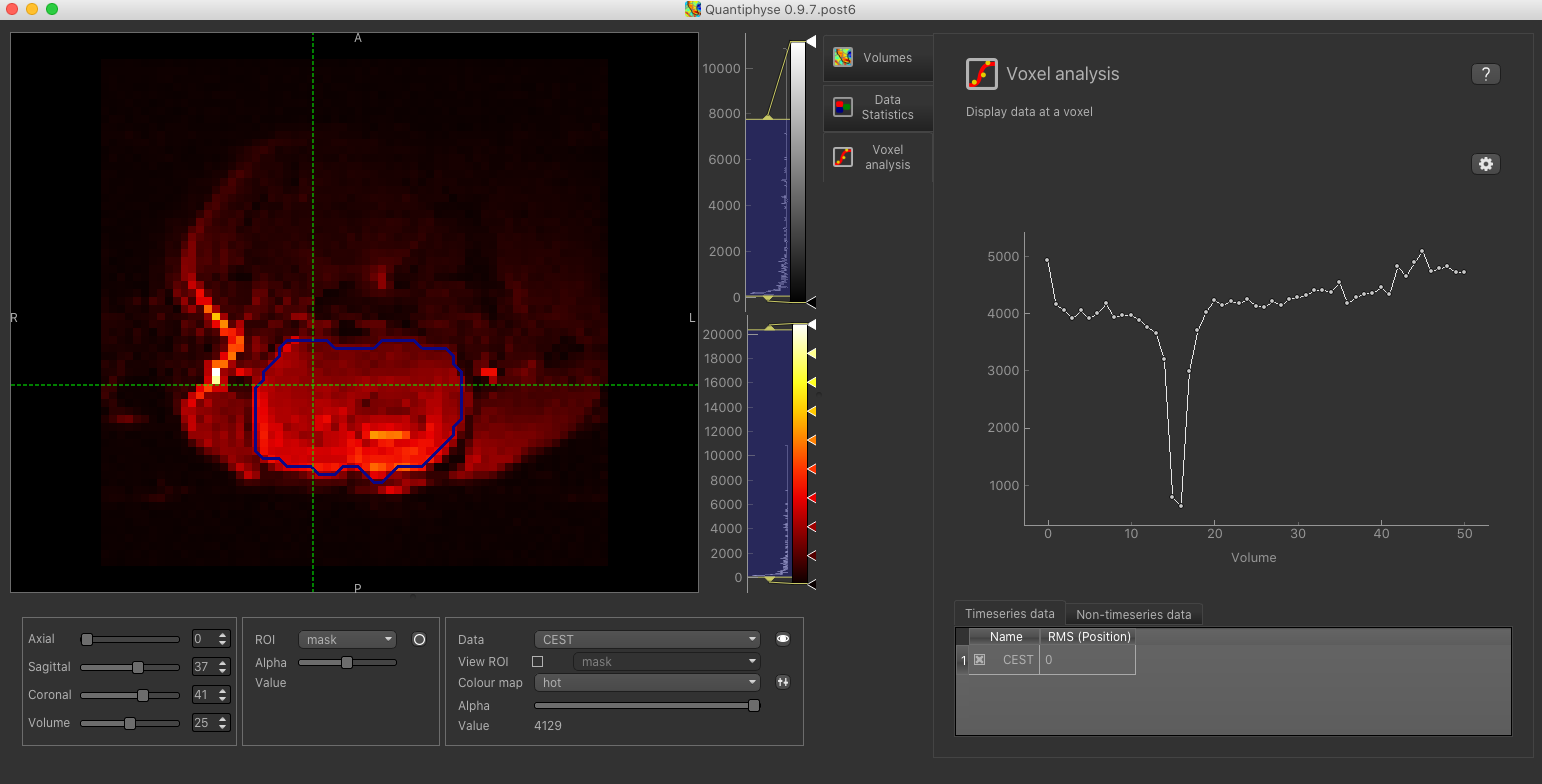 Quantiphyse 0.9.7.post6
A
R
L
P
10000
8000
6000
4000
2000
0
20000
18000
16000
14000
12000
10000
8000
6000
4000
2000
0
Volumes
Data
Statistics
Voxel
analysis
Voxel analysis
?
Display data at a voxel
5000
4000
3000
2000
1000
0 10 20 30 40 50
Volume
Timeseries data Non-timeseries data
Name RMS (Position)
1 CEST 0
Axial 0
Sagittal 37
Coronal 41
Volume 25
ROI mask
Alpha
Value
Data CEST
View ROI mask
Colour map hot
Alpha
Value 4129